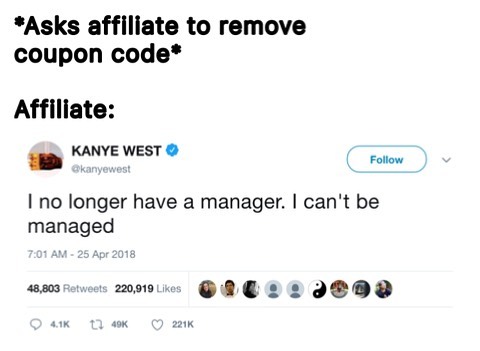 *Asks affiliate to remove
coupon code*
Affiliate:
KANYE WEST
@kanyewest
Follow
I no longer have a manager. I can't be
managed
7:01 AM - 25 Apr 2018
48,803 Retweets 220,919 Likes
4.1K 49K 221K